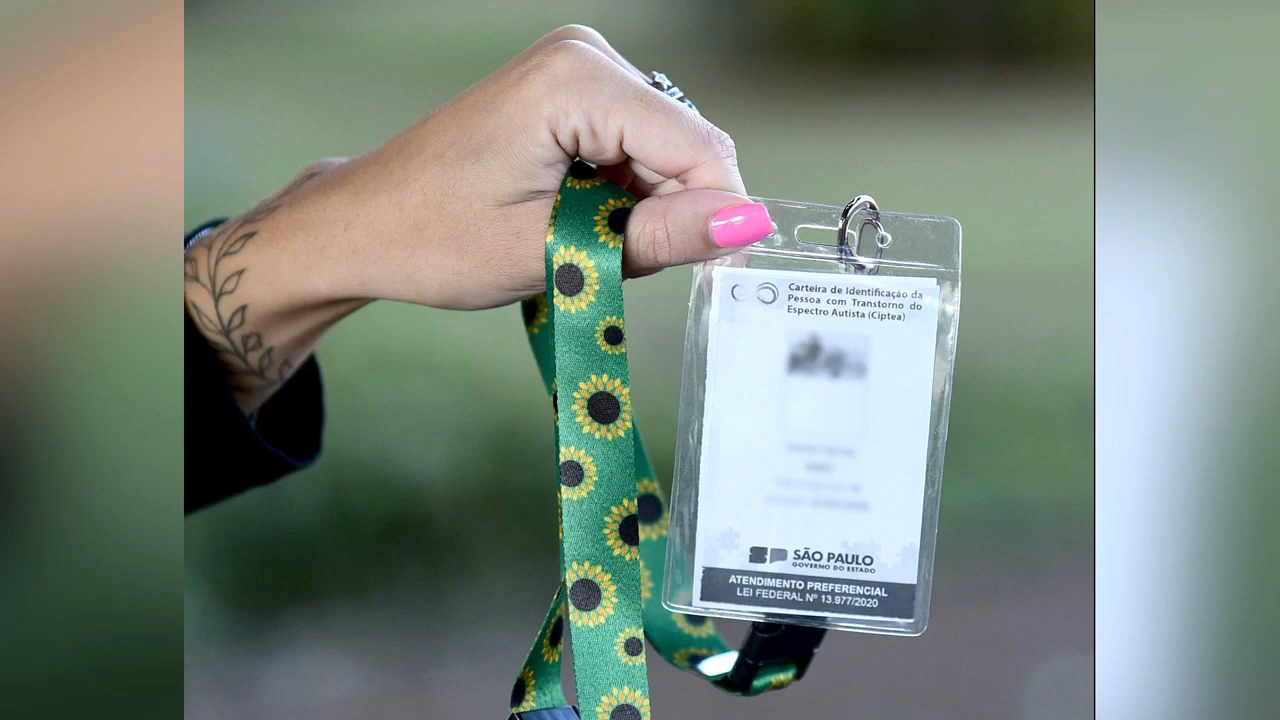 Carteira de Identificação da
Pessoa com Transtorno do
Espectro Autista (Ciptea)
SP SÃO PAULO
GOVERNO DO ESTADO
ATENDIMENTO PREFERENCIAL
LEI FEDERAL Nº 13.977/2020